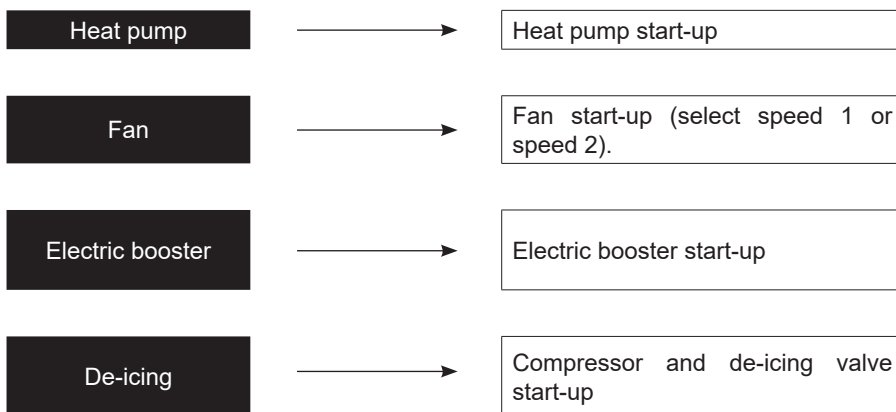 Heat pump
Heat pump start-up
Fan
Fan start-up (select speed 1 or
speed 2).
Electric booster
Electric booster start-up
De-icing
Compressor and de-icing valve
start-up